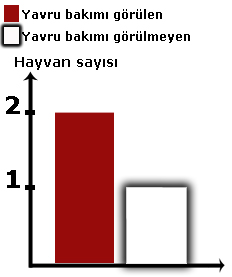 Yavru bakımı görülen
Yavru bakımı görülmeyen
Hayvan sayısı
2
1